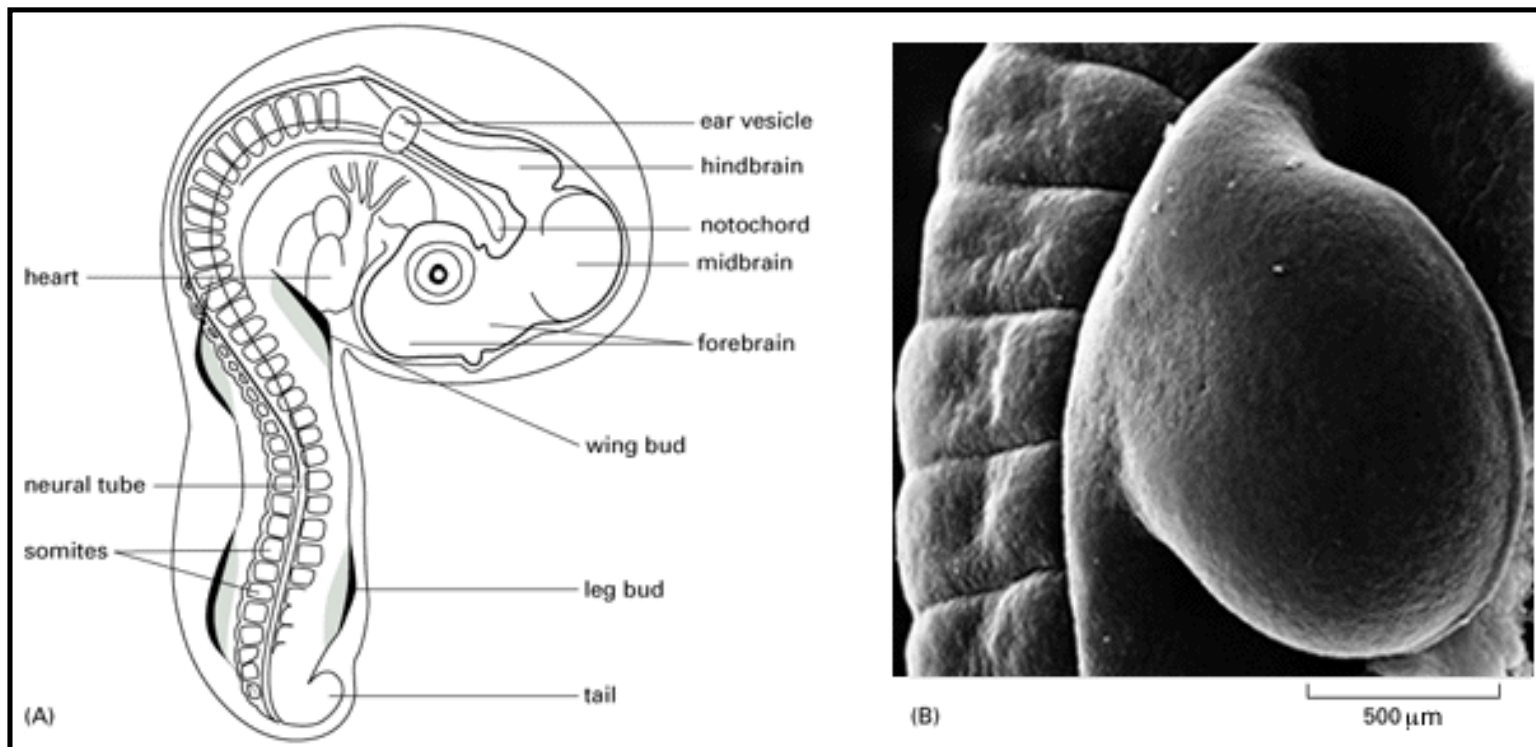 ear vesicle
hindbrain
notochord
midbrain
heart
forebrain
wing bud
neural tube
somites
leg bud
tail
(A)
(B)
500 μm